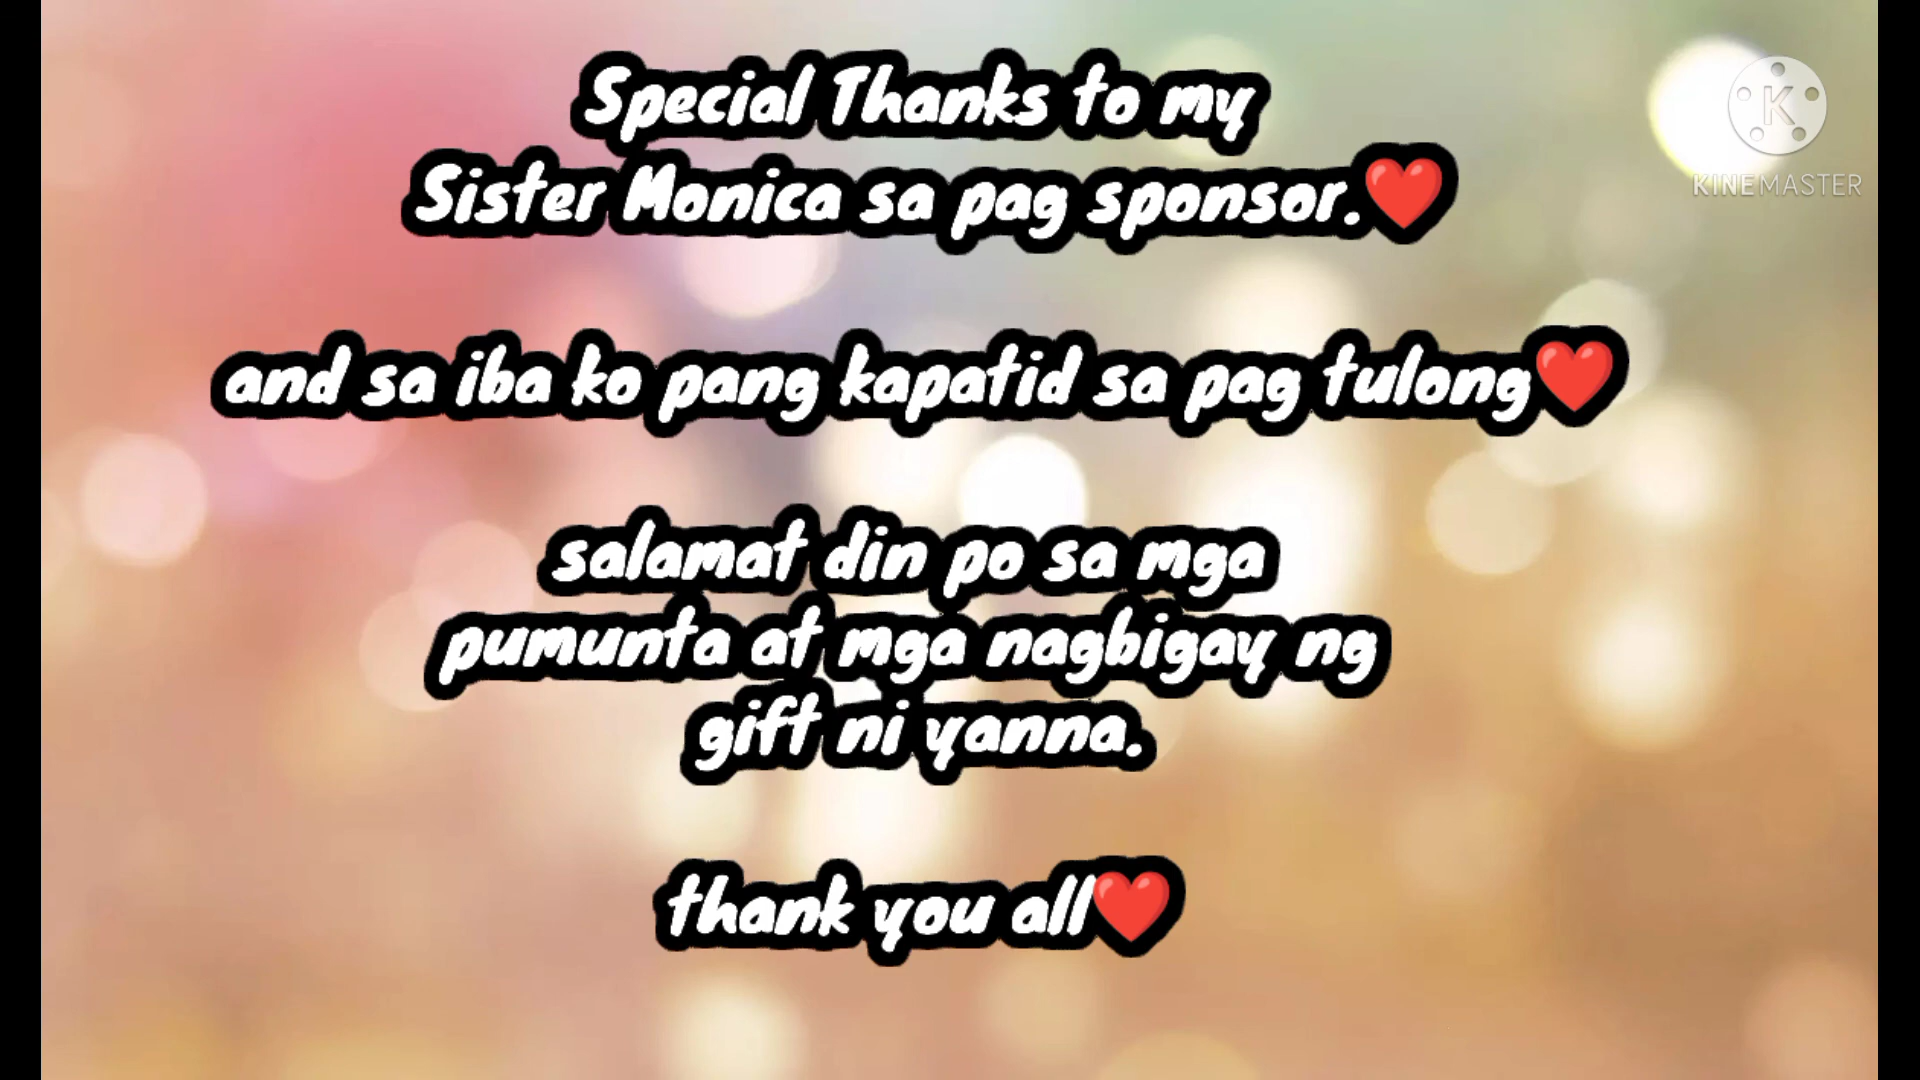 Special Thanks to my
Sister Monica sa pag sponsor.❤️
and sa iba ko pang kapatid sa pag tulong❤️
salamat din po sa mga
pumunta at mga nagbigay ng
gift ni yanna.
thank you all❤️
K
KINEMASTER